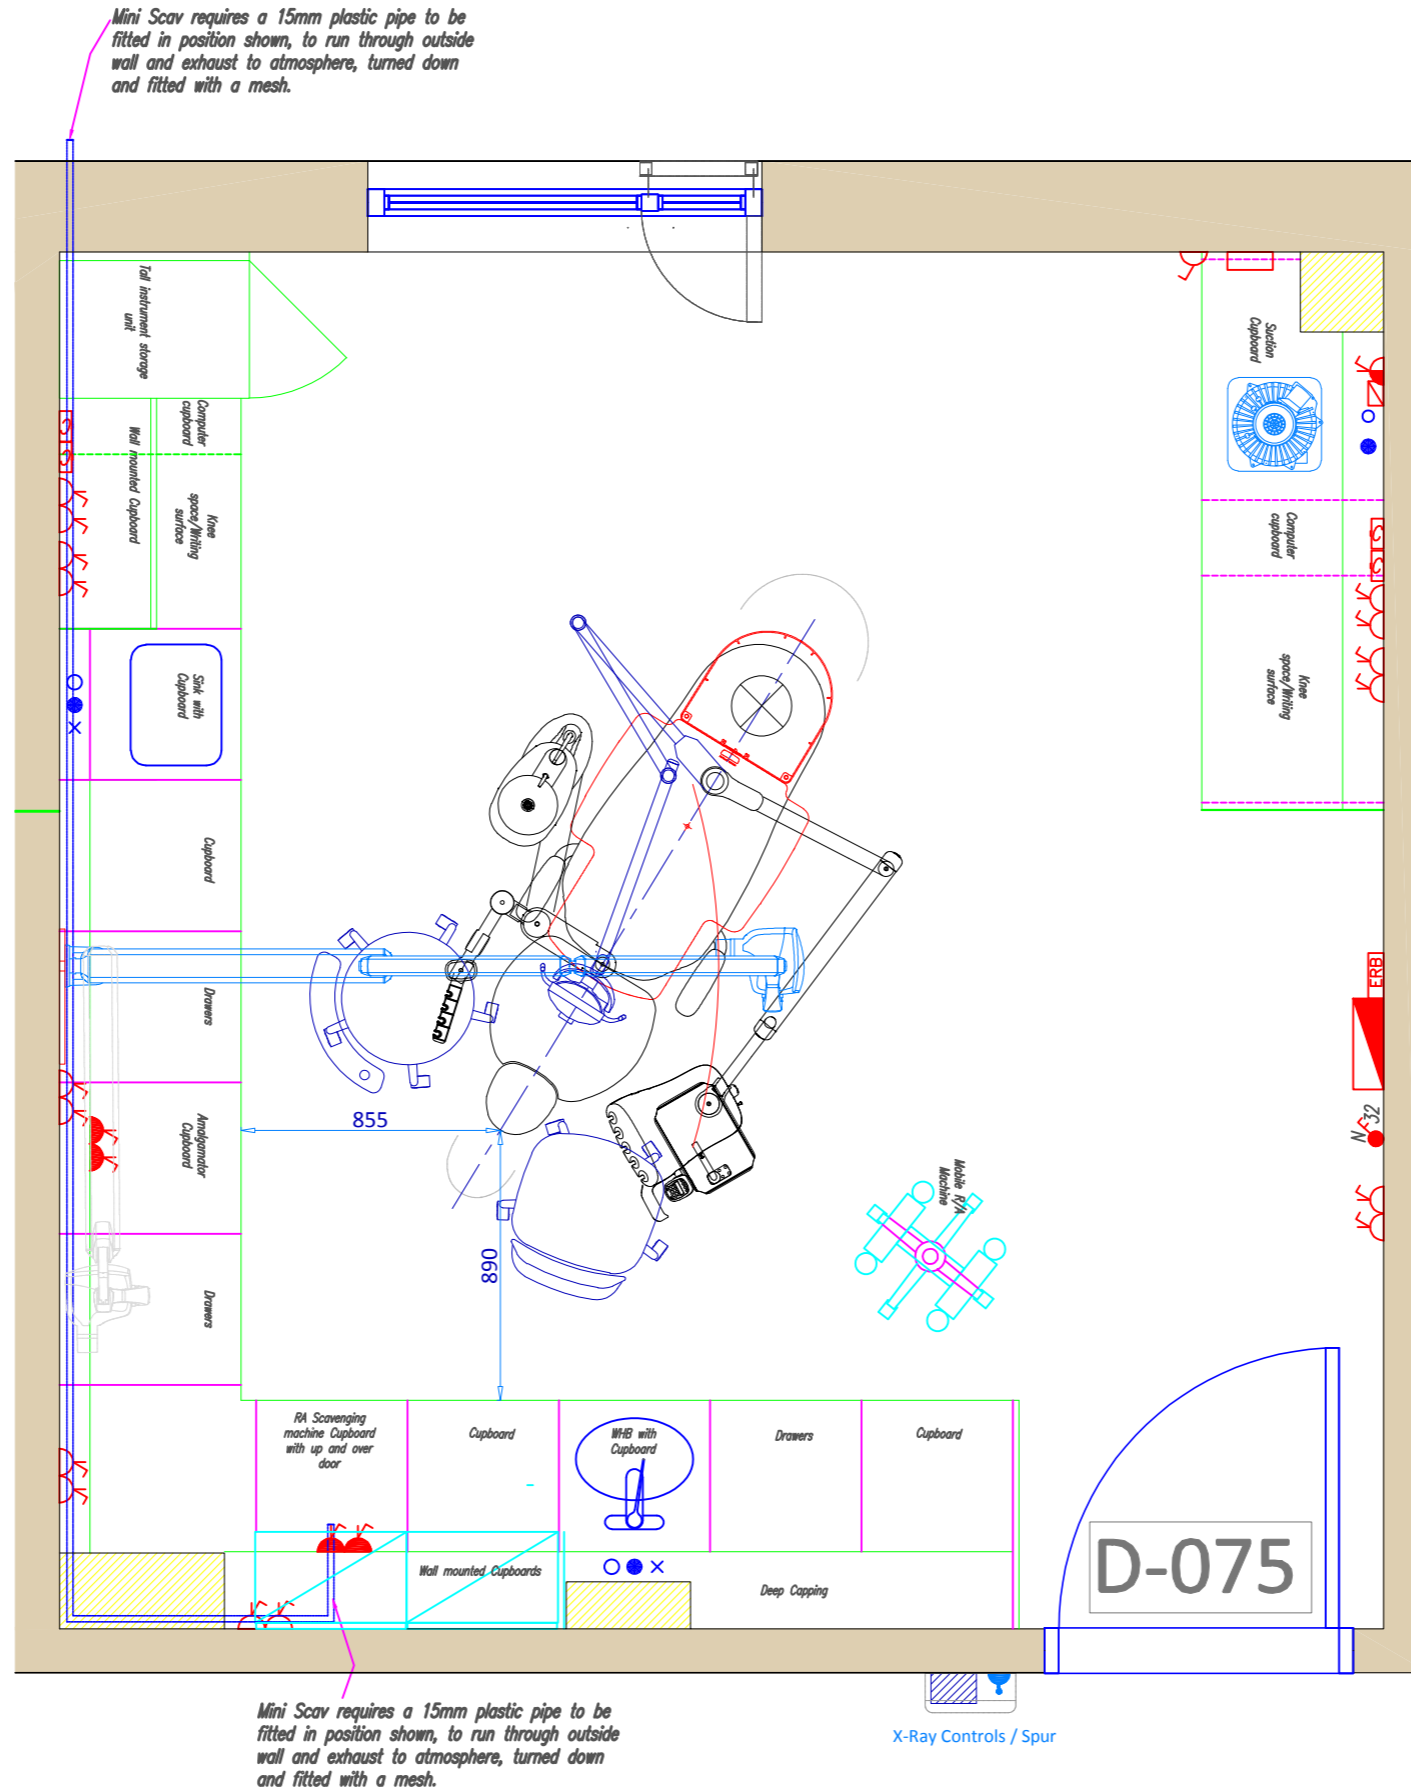 Mini Scav requires a 15mm plastic pipe to be
fitted in position shown, to run through outside
wall and exhaust to atmosphere, turned down
and fitted with a mesh.
Tall instrument storage
unit
Computer
cupboard
Wall mounted Cupboard
Knee
space/Writing
surface
Sink with
Cupboard
Cupboard
Drawers
Amalgamator
Cupboard
Drawers
Suction
Cupboard
Computer
cupboard
Knee
space/Writing
surface
ERB
N 32
855
890
Mobile R/A
Machine
RA Scavenging
machine Cupboard
with up and over
door
Cupboard
WHB with
Cupboard
Drawers
Cupboard
Wall mounted Cupboards
Deep Capping
D-075
X-Ray Controls / Spur
Mini Scav requires a 15mm plastic pipe to be
fitted in position shown, to run through outside
wall and exhaust to atmosphere, turned down
and fitted with a mesh.